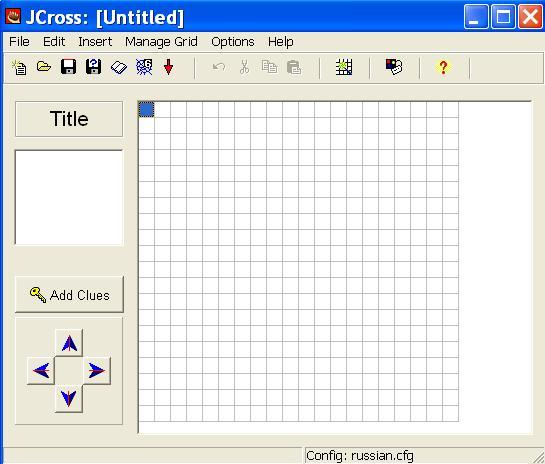 JCross: [Untitled]
File Edit Insert Manage Grid Options Help
Title
Add Clues
Config: russian.cfg